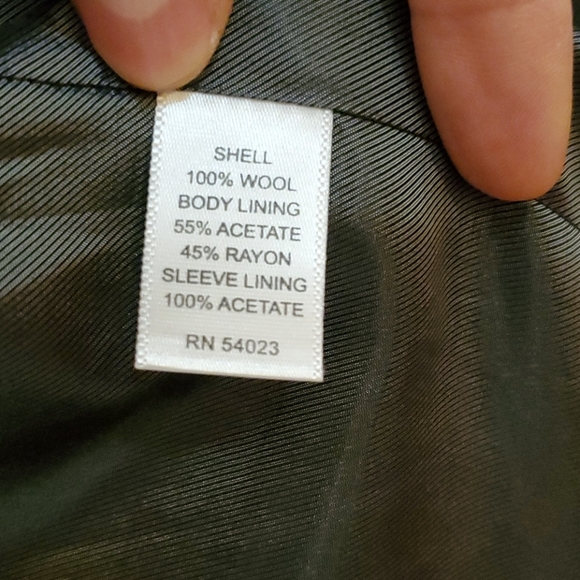 SHELL
100% WOOL
BODY LINING
55% ACETATE
45% RAYON
SLEEVE LINING
100% ACETATE
RN 54023